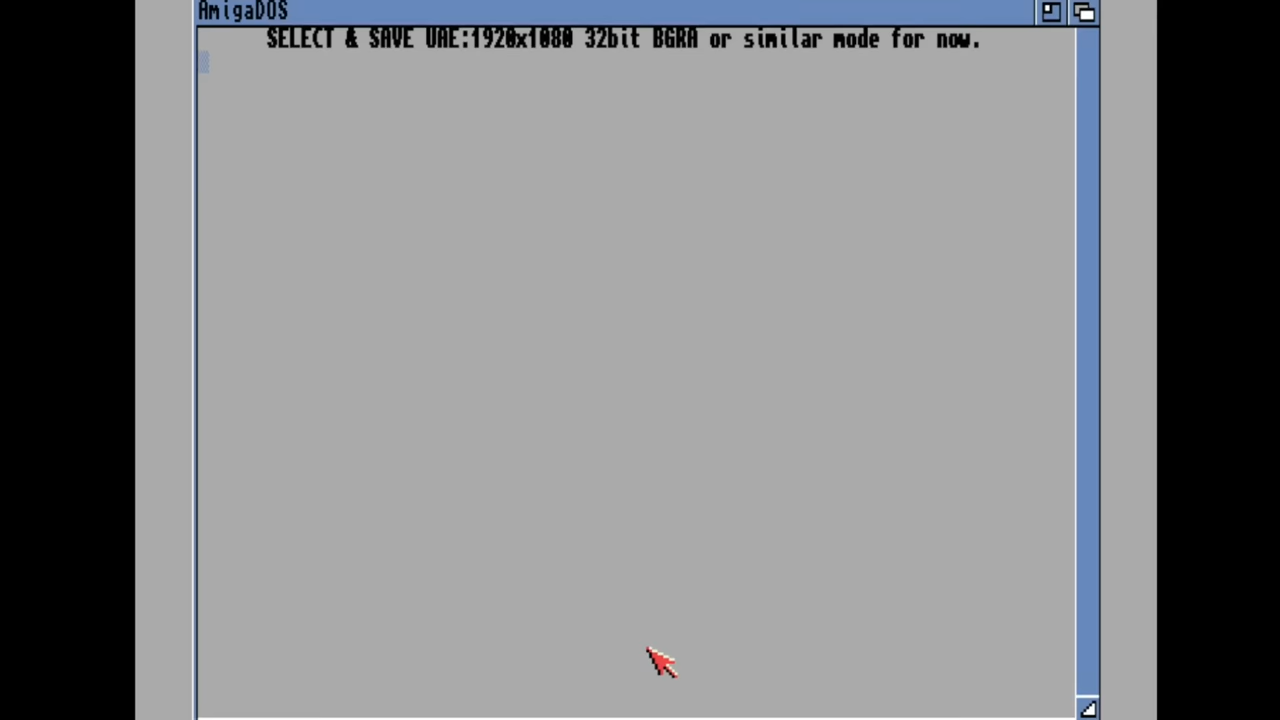 AmigaDOS
SELECT & SAVE UAE:1920x1080 32bit BGRA or similar mode for now.